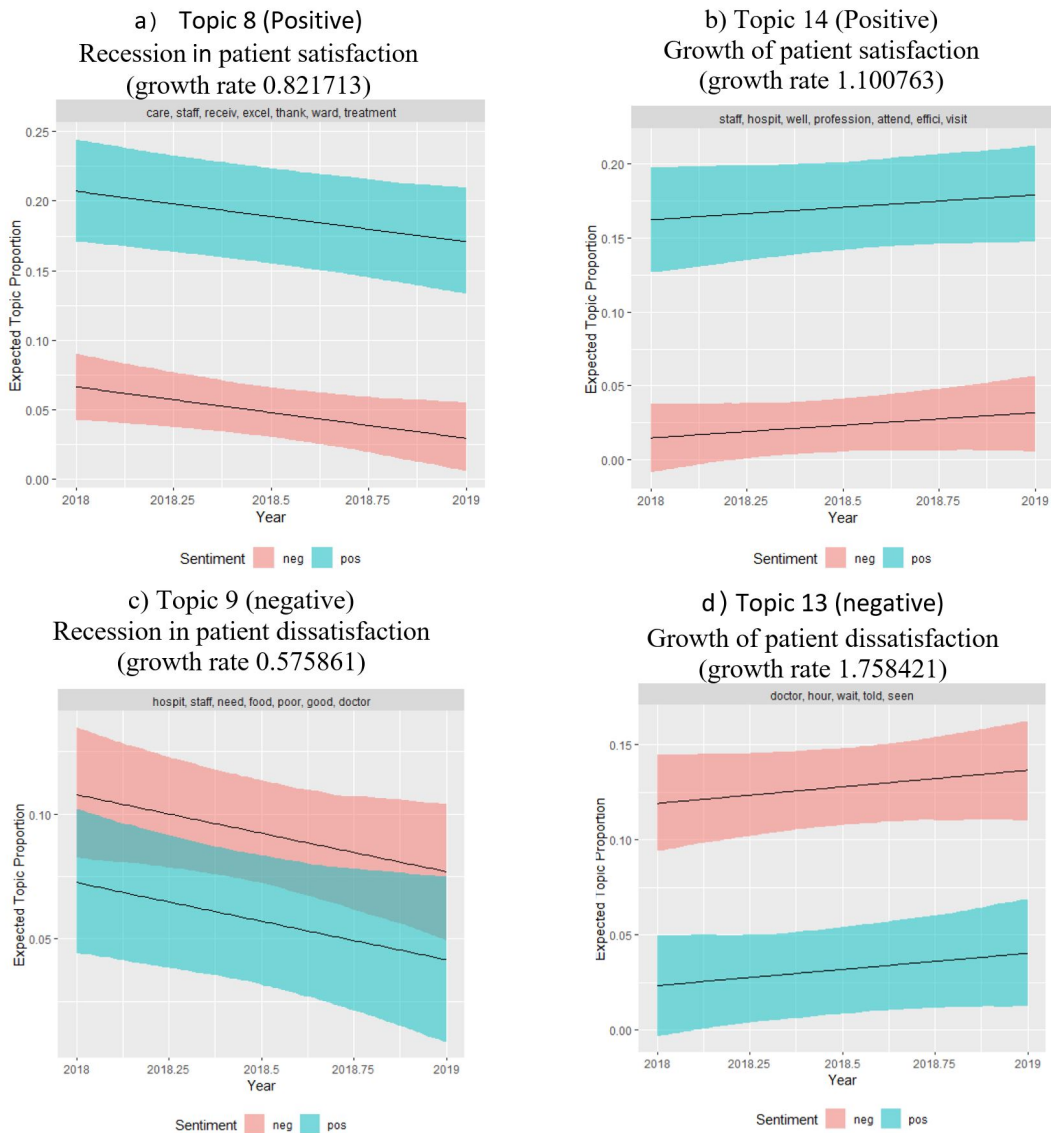 a) Topic 8 (Positive)
Recession in patient satisfaction
(growth rate 0.821713)
care, staff, receiv, excel, thank, ward, treatment
0.25
0.20
0.15
0.10
0.05
0.00
Expected Topic Proportion
2018 2018.25 2018.5 2018.75 2019
Year
Sentiment neg pos
b) Topic 14 (Positive)
Growth of patient satisfaction
(growth rate 1.100763)
staff, hospit, well, profession, attend, effici, visit
0.20
0.15
0.10
0.05
0.00
Expected Topic Proportion
2018 2018.25 2018.5 2018.75 2019
Year
Sentiment neg pos
c) Topic 9 (negative)
Recession in patient dissatisfaction
(growth rate 0.575861)
hospit, staff, need, food, poor, good, doctor
0.10
0.05
Expected Topic Proportion
2018 2018.25 2018.5 2018.75 2019
Year
Sentiment neg pos
d) Topic 13 (negative)
Growth of patient dissatisfaction
(growth rate 1.758421)
doctor, hour, wait, told, seen
0.15
0.10
0.05
0.00
Expected Topic Proportion
2018 2018.25 2018.5 2018.75 2019
Year
Sentiment neg pos